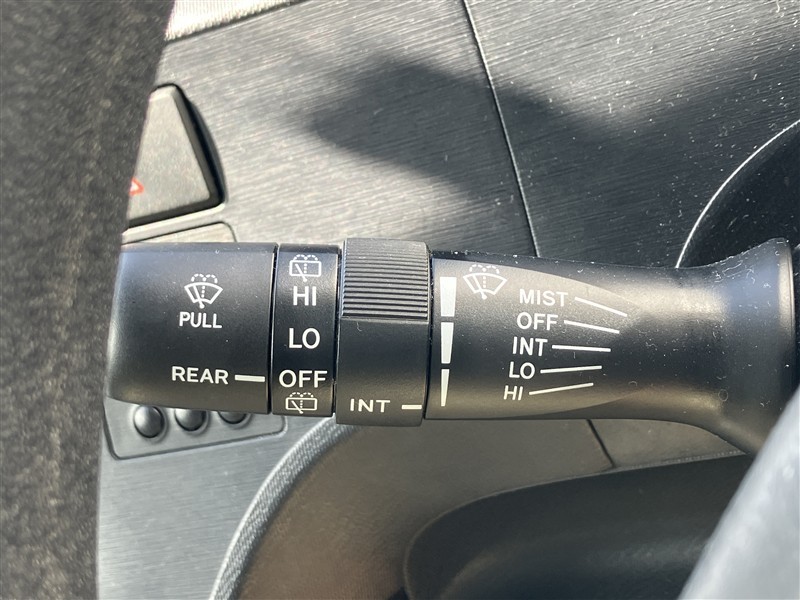 PULL
REAR
HI
LO
OFF
INT
MIST
OFF
INT
LO
HI